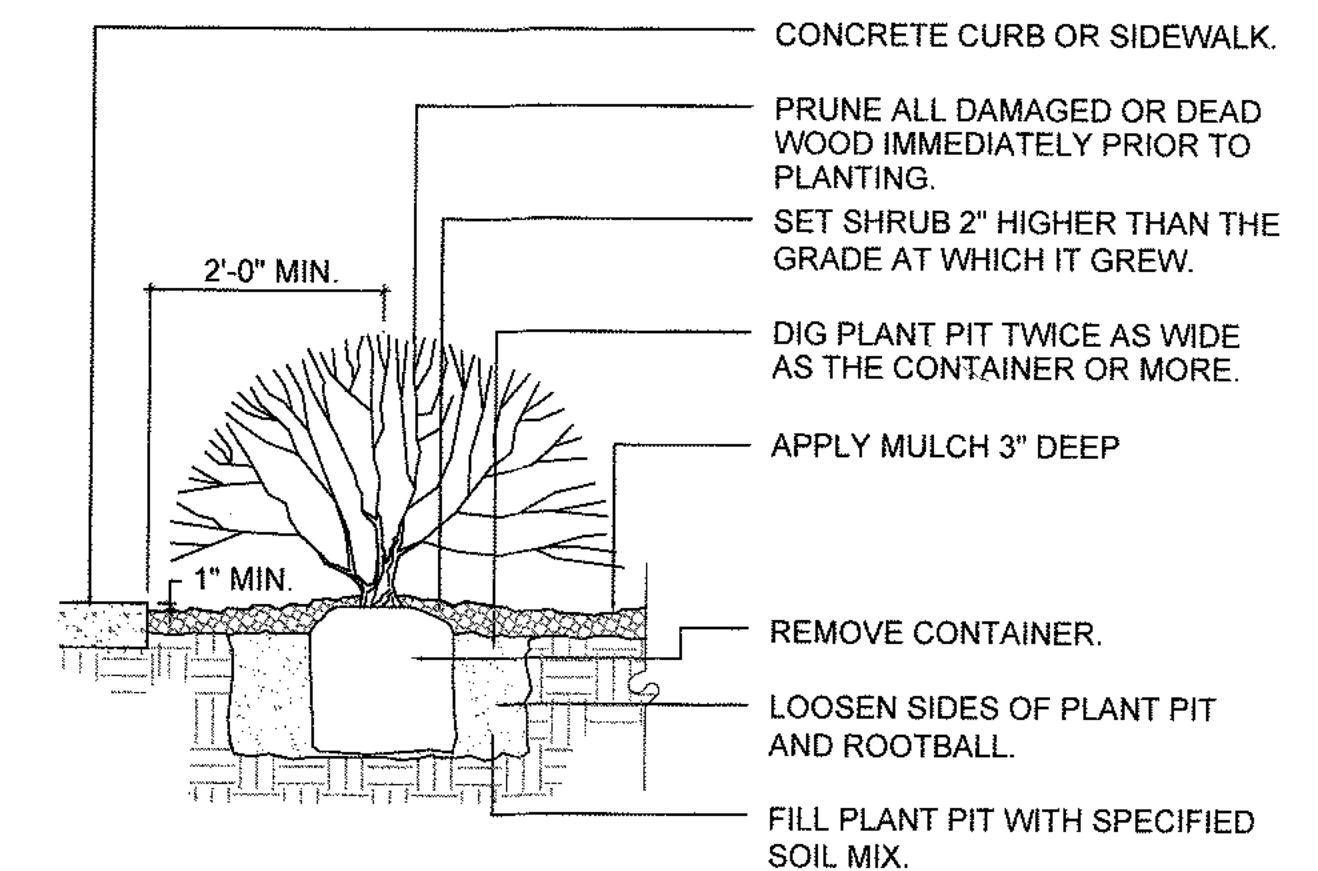 CONCRETE CURB OR SIDEWALK.
PRUNE ALL DAMAGED OR DEAD
WOOD IMMEDIATELY PRIOR TO
PLANTING.
SET SHRUB 2" HIGHER THAN THE
GRADE AT WHICH IT GREW.
2'-0" MIN.
DIG PLANT PIT TWICE AS WIDE
AS THE CONTAINER OR MORE.
APPLY MULCH 3" DEEP
1" MIN.
REMOVE CONTAINER.
LOOSEN SIDES OF PLANT PIT
AND ROOTBALL.
FILL PLANT PIT WITH SPECIFIED
SOIL MIX.